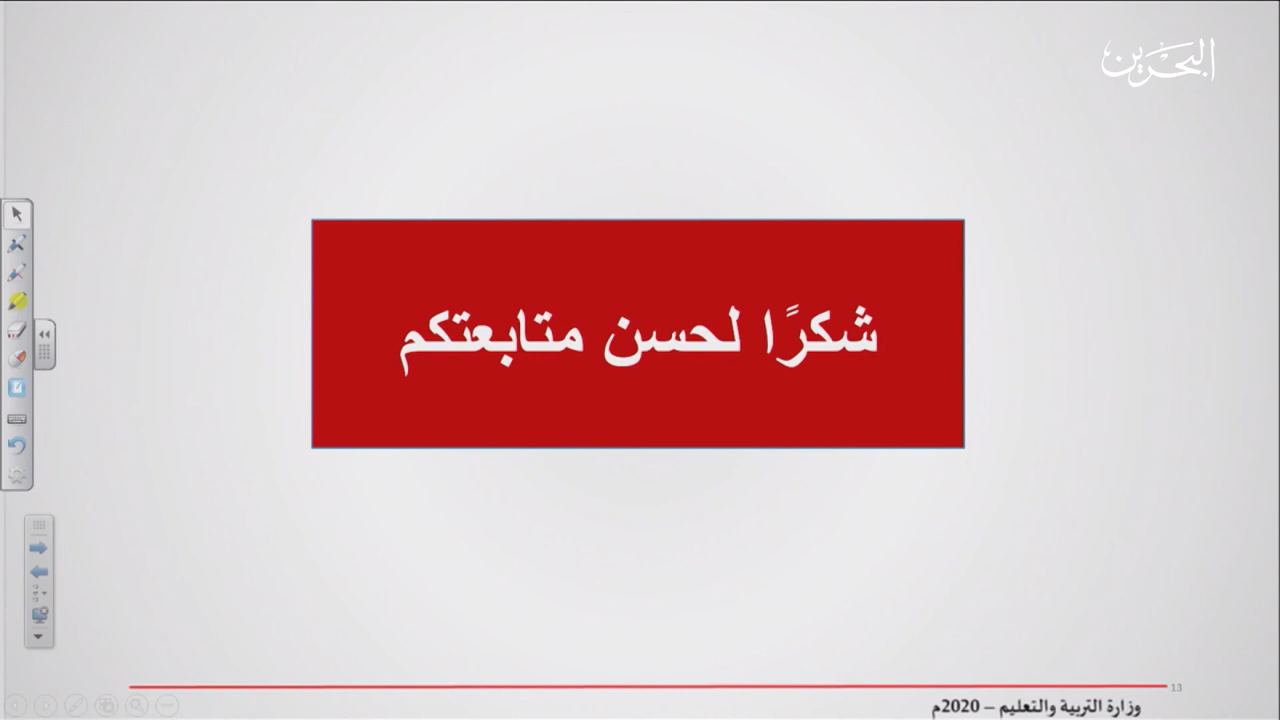 البحرين
شكرًا لحسن متابعتكم
13
وزارة التربية والتعليم – 2020م